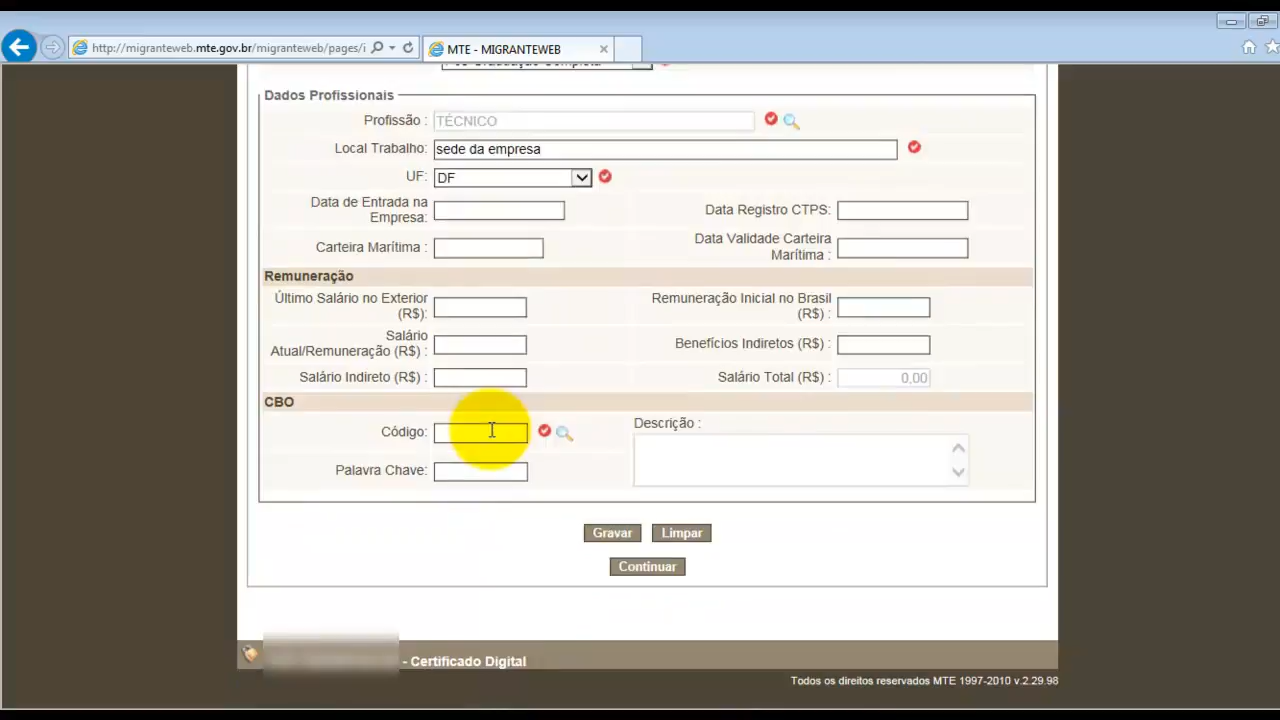 http://migranteweb.mte.gov.br/migranteweb/pages/i
MTE - MIGRANTEWEB
Dados Profissionais
Profissão : TÉCNICO
Local Trabalho: sede da empresa
UF: DF
Data de Entrada na Empresa:
Data Registro CTPS:
Carteira Marítima :
Data Validade Carteira Marítima :
Remuneração
Último Salário no Exterior (R$):
Remuneração Inicial no Brasil (R$) :
Salário Atual/Remuneração (R$) :
Benefícios Indiretos (R$) :
Salário Indireto (R$) :
Salário Total (R$) : 0,00
CBO
Código:
Descrição :
Palavra Chave:
Gravar Limpar
Continuar
- Certificado Digital
Todos os direitos reservados MTE 1997-2010 v.2.29.98